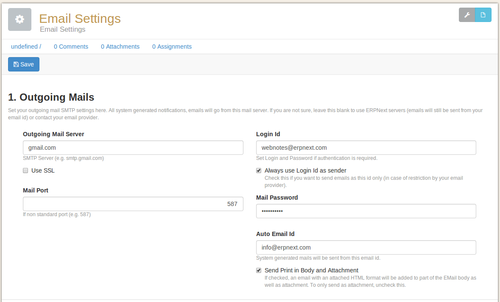 Email Settings
Email Settings
undefined /
0 Comments
0 Attachments
0 Assignments
Save
1. Outgoing Mails
Set your outgoing mail SMTP settings here. All system generated notifications, emails will go from this mail server. If you are not sure, leave this blank to use ERPNext servers (emails will still be sent from your
email id) or contact your email provider.
Outgoing Mail Server
gmail.com
SMTP Server (e.g. smtp.gmail.com)
Use SSL
Mail Port
587
If non standard port (e.g. 587)
Login Id
webnotes@erpnext.com
Set Login and Password if authentication is required.
Always use Login Id as sender
Check this if you want to send emails as this id only (in case of restriction by your email
provider).
Mail Password
Auto Email Id
info@erpnext.com
System generated mails will be sent from this email id.
Send Print in Body and Attachment
If checked, an email with an attached HTML format will be added to part of the EMail body as
well as attachment. To only send as attachment, uncheck this.